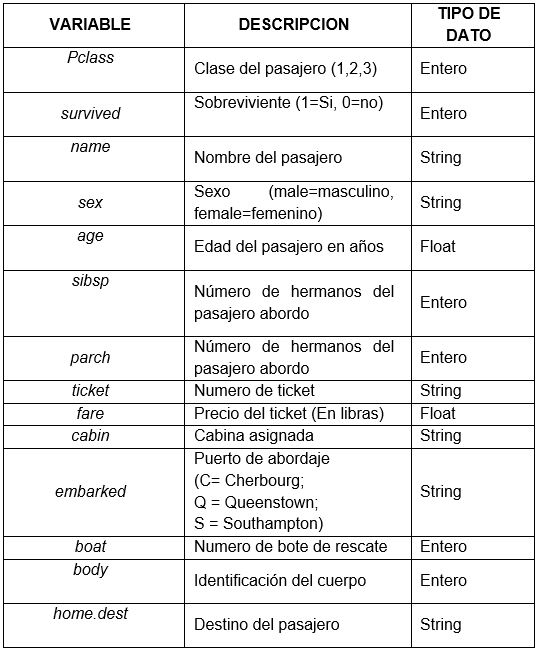 VARIABLE DESCRIPCION TIPO DE
DATO
Pclass Clase del pasajero (1,2,3) Entero
survived Sobreviviente (1=Si, 0=no) Entero
name Nombre del pasajero String
sex Sexo (male=masculino,
female=femenino) String
age Edad del pasajero en años Float
sibsp Número de hermanos del
pasajero abordo Entero
parch Número de hermanos del
pasajero abordo Entero
ticket Numero de ticket String
fare Precio del ticket (En libras) Float
cabin Cabina asignada String
embarked Puerto de abordaje
(C= Cherbourg;
Q = Queenstown;
S = Southampton) String
boat Numero de bote de rescate Entero
body Identificación del cuerpo Entero
home.dest Destino del pasajero String